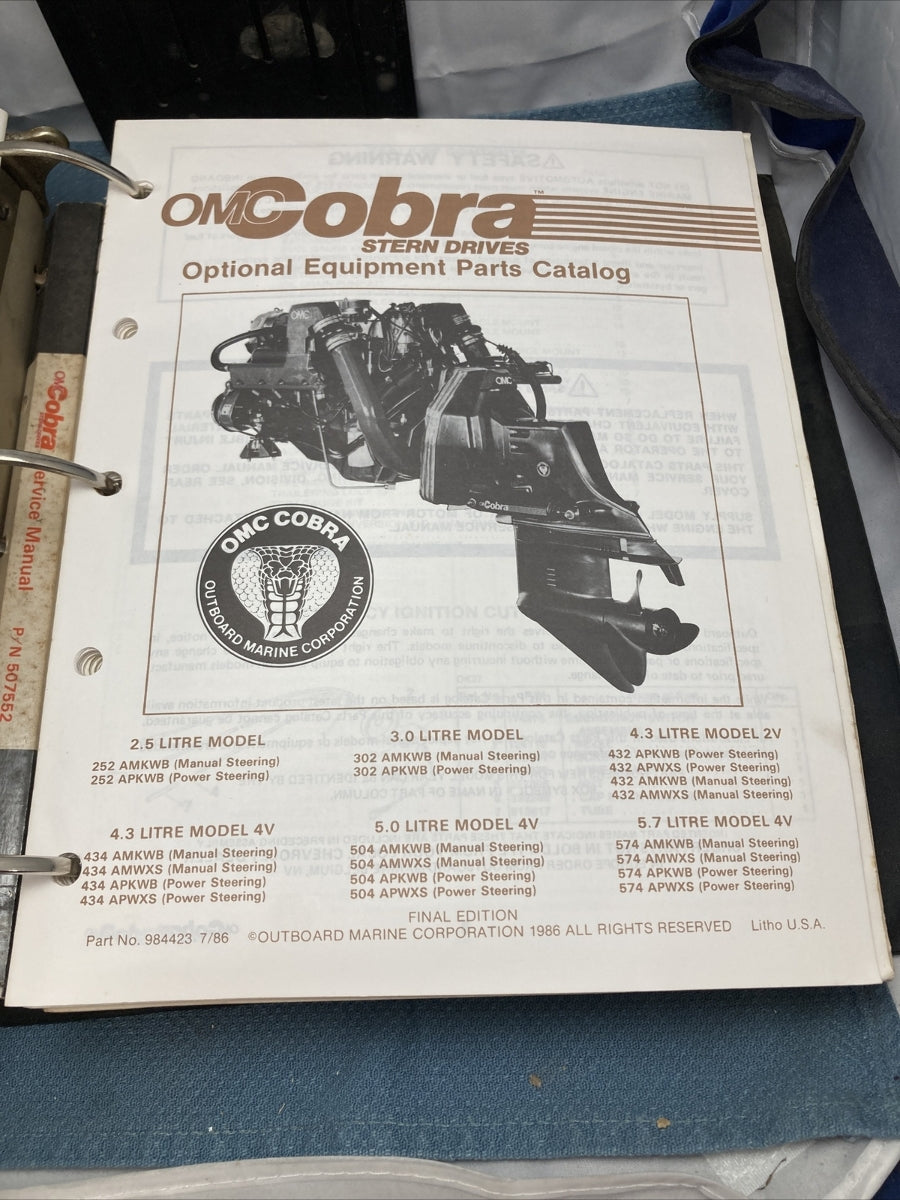 OMC Cobra™
STERN DRIVES
Optional Equipment Parts Catalog
OMC
OMC
Cobra
OMC COBRA
OUTBOARD MARINE CORPORATION
2.5 LITRE MODEL
252 AMKWB (Manual Steering)
252 APKWB (Power Steering)
3.0 LITRE MODEL
302 AMKWB (Manual Steering)
302 APKWB (Power Steering)
4.3 LITRE MODEL 2V
432 APKWB (Power Steering)
432 APWXS (Power Steering)
432 AMKWB (Manual Steering)
432 AMWXS (Manual Steering)
4.3 LITRE MODEL 4V
434 AMKWB (Manual Steering)
434 AMWXS (Manual Steering)
434 APKWB (Power Steering)
434 APWXS (Power Steering)
5.0 LITRE MODEL 4V
504 AMKWB (Manual Steering)
504 AMWXS (Manual Steering)
504 APKWB (Power Steering)
504 APWXS (Power Steering)
5.7 LITRE MODEL 4V
574 AMKWB (Manual Steering)
574 AMWXS (Manual Steering)
574 APKWB (Power Steering)
574 APWXS (Power Steering)
FINAL EDITION
Part No. 984423 7/86 ©OUTBOARD MARINE CORPORATION 1986 ALL RIGHTS RESERVED Litho U.S.A.
OMC Cobra
Service Manual P/N 507552